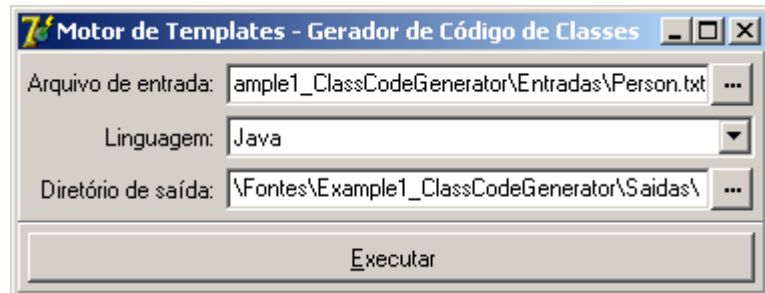 Motor de Templates - Gerador de Código de Classes
Arquivo de entrada: ample1_ClassCodeGenerator\Entradas\Person.txt ...
Linguagem: Java
Diretório de saída: \Fontes\Example1_ClassCodeGenerator\Saidas\ ...
Executar